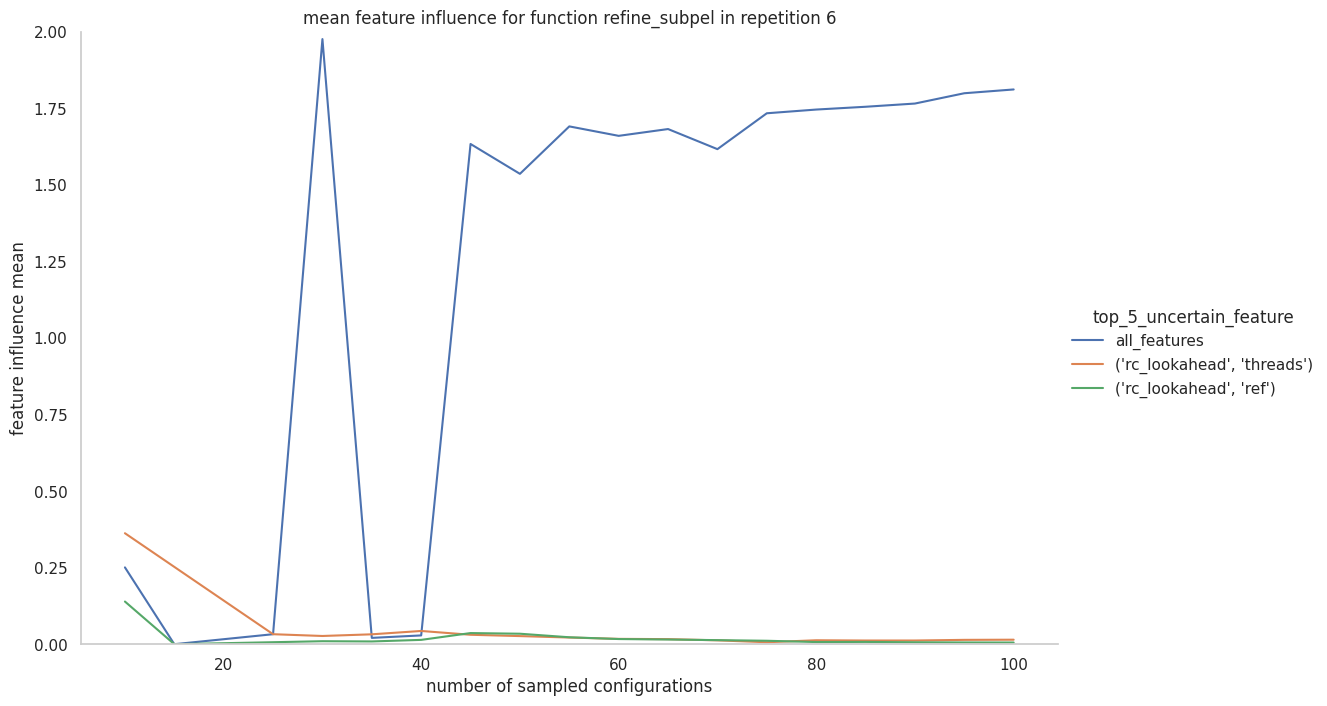 mean feature influence for function refine_subpel in repetition 6
2.00
1.75
1.50
1.25
1.00
0.75
0.50
0.25
0.00
feature influence mean
20
40
60
80
100
number of sampled configurations
top_5_uncertain_feature
all_features
('rc_lookahead', 'threads')
('rc_lookahead', 'ref')